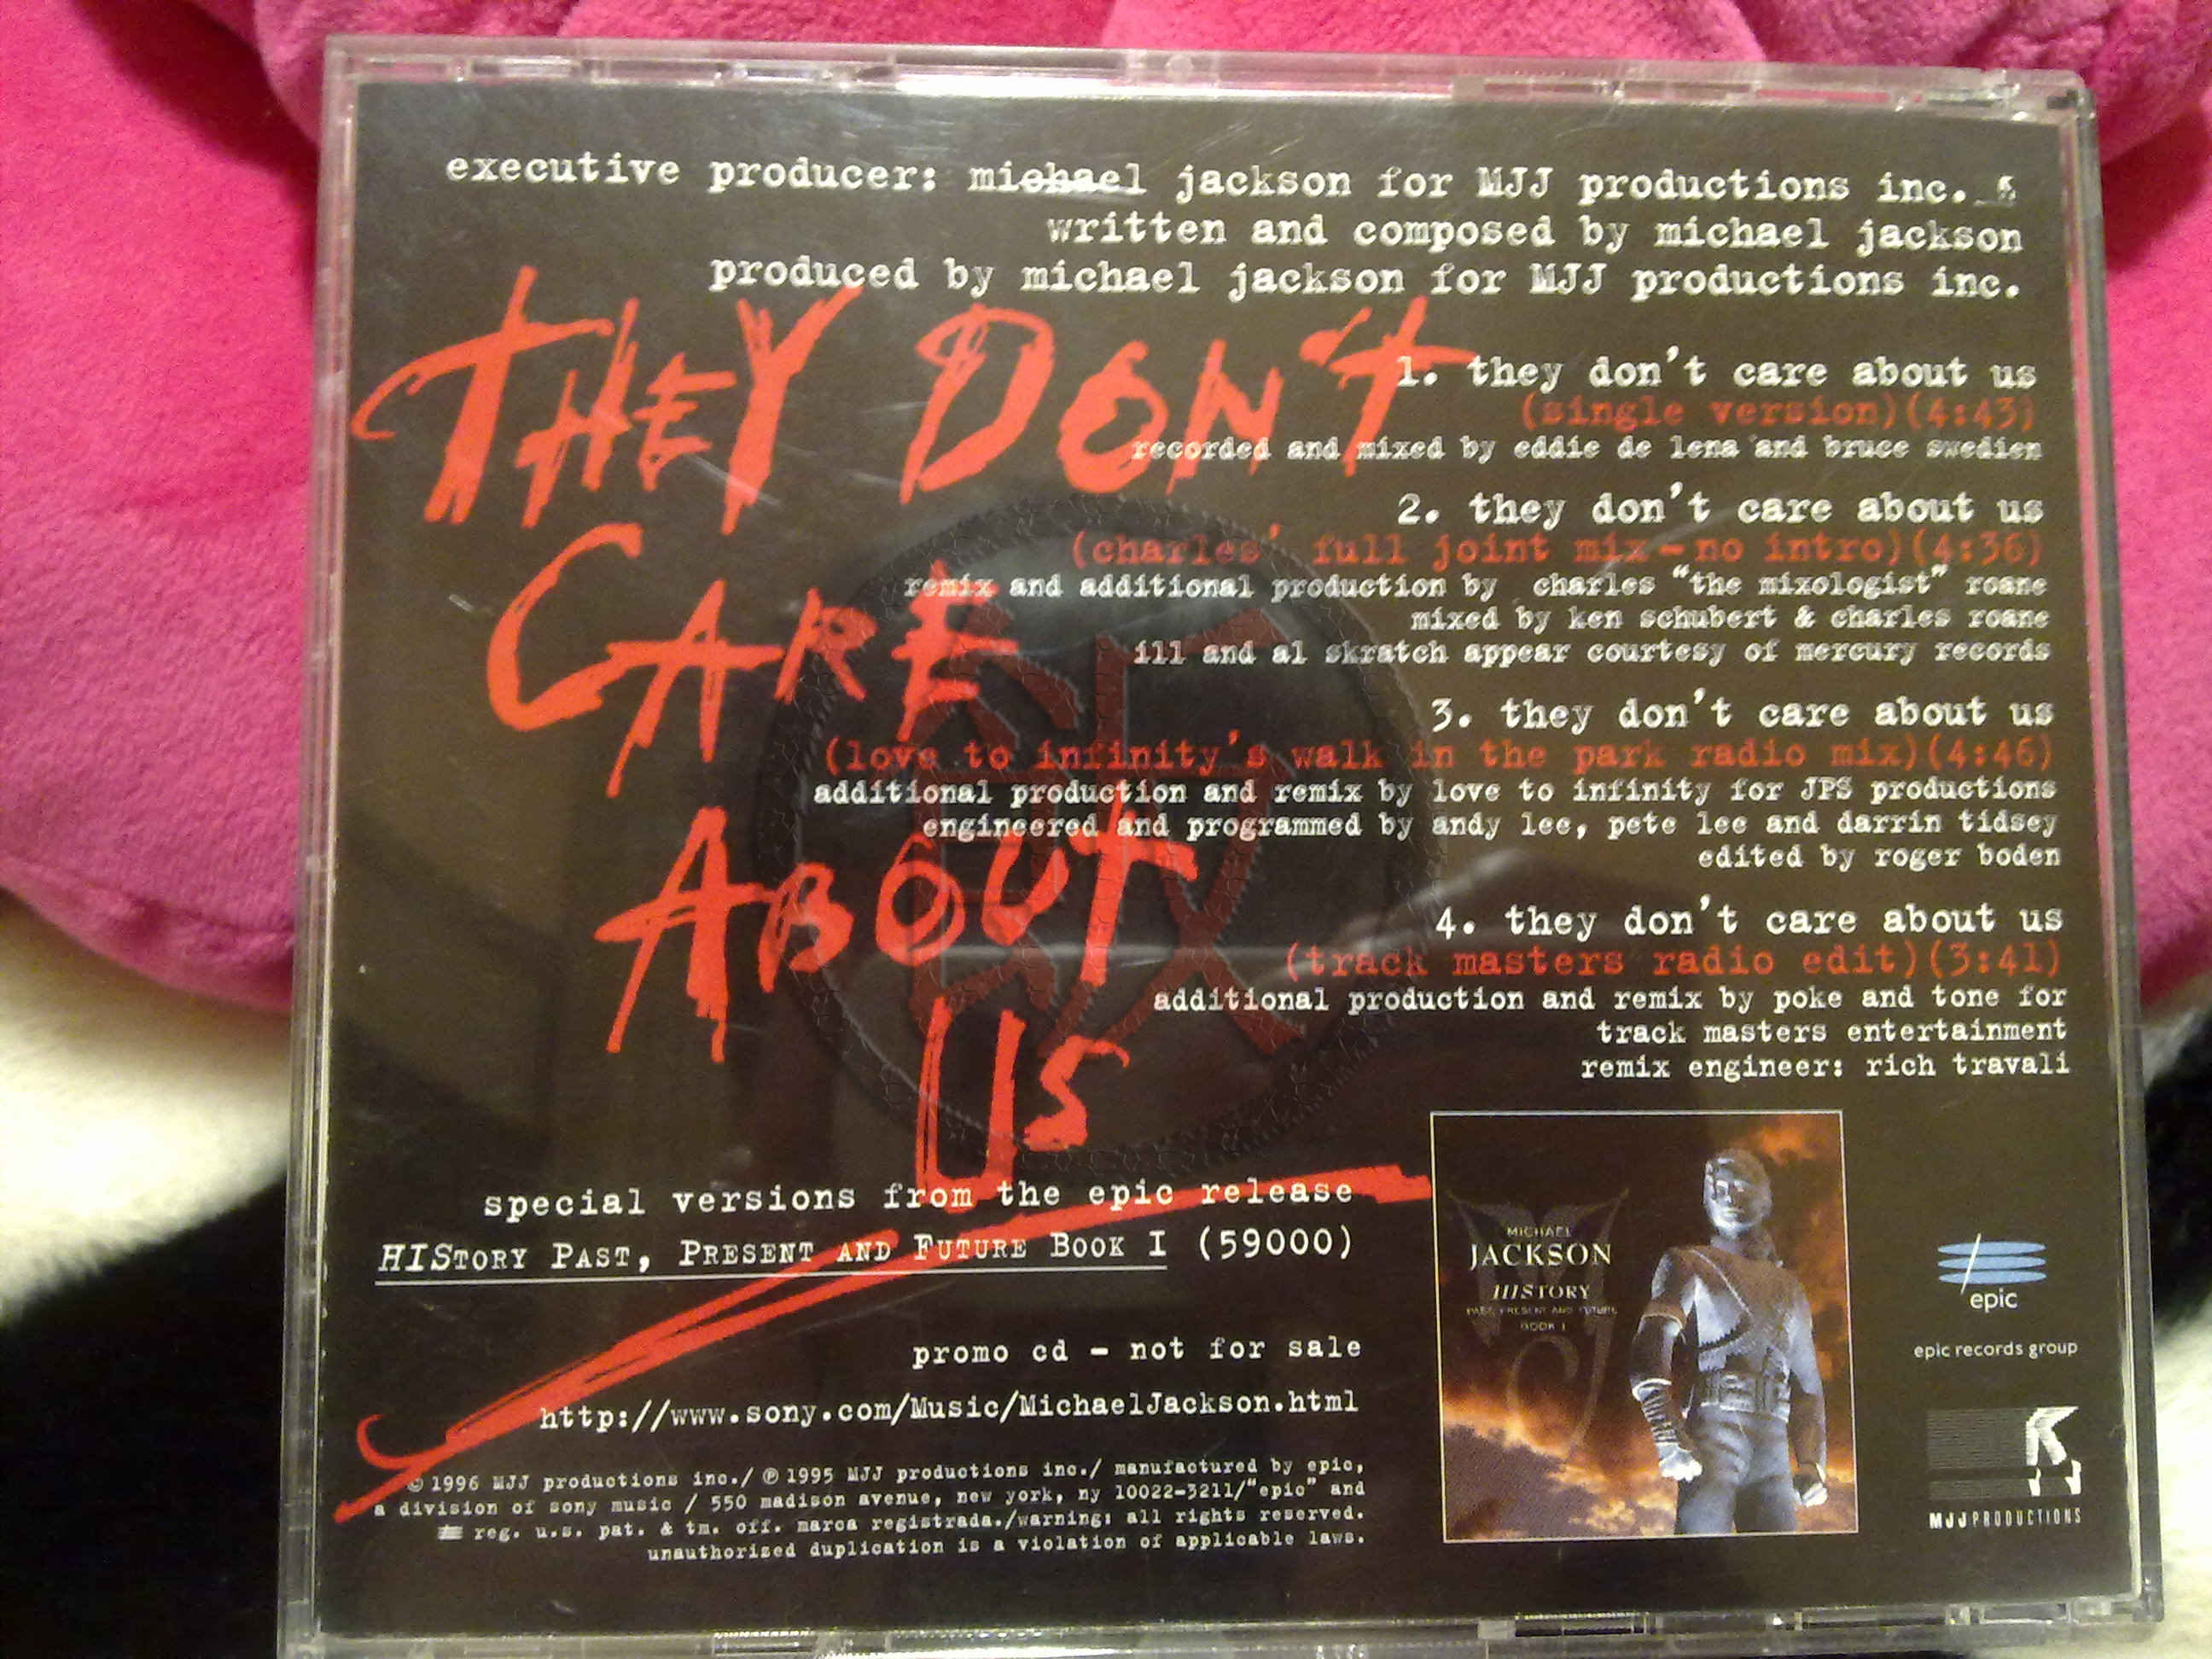 executive producer: michael jackson for MJJ productions inc.
written and composed by michael jackson
produced by michael jackson for MJJ productions inc.
THEY DON'T
CARE
ABOUT
US
1. they don't care about us
(single version)(4:43)
recorded and mixed by eddie de lena and bruce swedien
2. they don't care about us
(charles' full joint mix-no intro)(4:36)
remix and additional production by charles "the mixologist" roane
mixed by ken schubert & charles roane
ill and al skratch appear courtesy of mercury records
3. they don't care about us
(love to infinity's walk in the park radio mix)(4:46)
additional production and remix by love to infinity for JPS productions
engineered and programmed by andy lee, pete lee and darrin tidsey
edited by roger boden
4. they don't care about us
(track masters radio edit)(3:41)
additional production and remix by poke and tone for
track masters entertainment
remix engineer: rich travali
special versions from the epic release
HISTORY PAST, PRESENT AND FUTURE BOOK I (59000)
promo cd - not for sale
http://www.sony.com/Music/MichaelJackson.html
© 1996 MJJ productions inc./ ℗ 1995 MJJ productions inc./ manufactured by epic,
a division of sony music / 550 madison avenue, new york, ny 10022-3211/"epic" and
reg. u.s. pat. & tm. off. marca registrada./warning: all rights reserved.
unauthorized duplication is a violation of applicable laws.
MICHAEL
JACKSON
HISTORY
PAST, PRESENT AND FUTURE
BOOK I
epic
epic records group
MJJ PRODUCTIONS